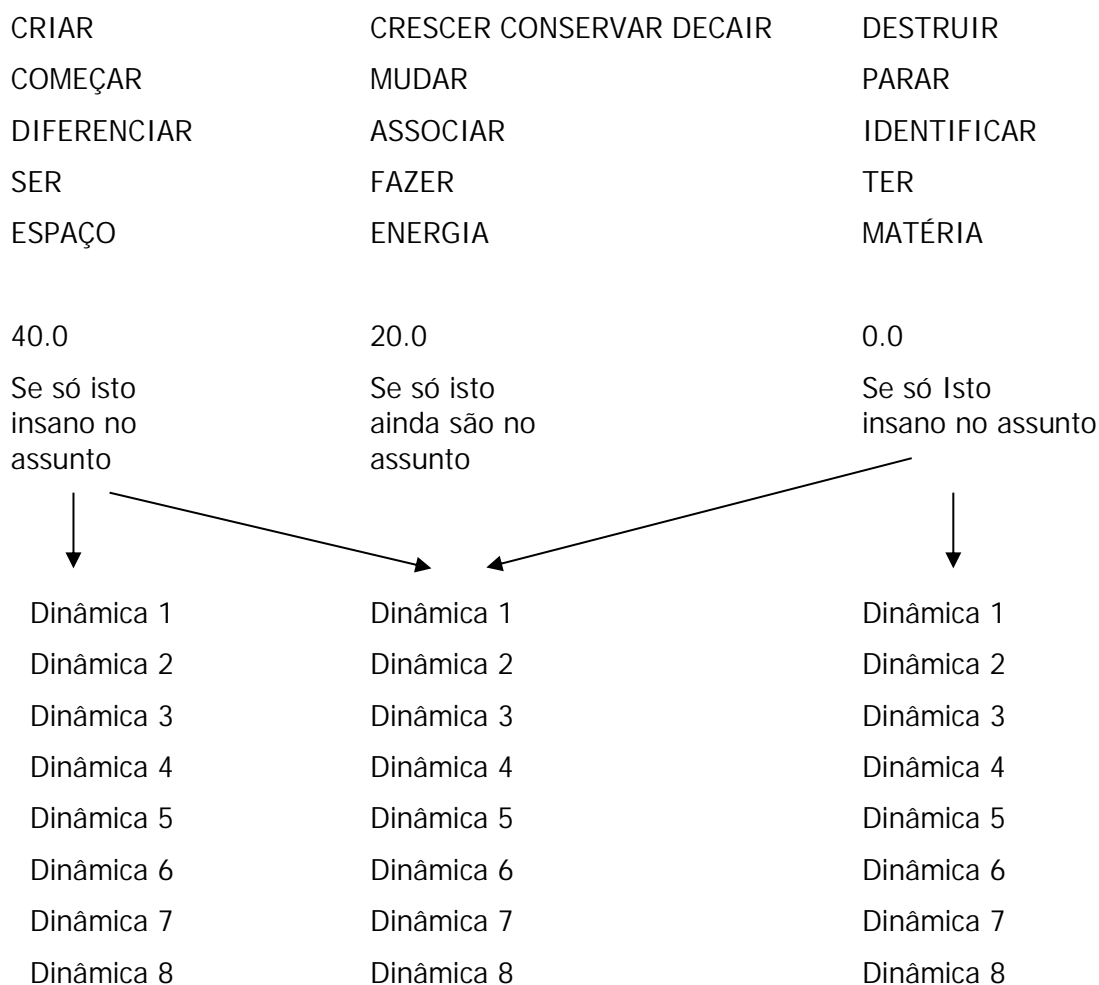 CRIAR CRESCER CONSERVAR DECAIR DESTRUIR
COMEÇAR MUDAR PARAR
DIFERENCIAR ASSOCIAR IDENTIFICAR
SER FAZER TER
ESPAÇO ENERGIA MATÉRIA
40.0 20.0 0.0
Se só isto Se só isto Se só Isto
insano no ainda são no insano no assunto
assunto assunto
Dinâmica 1 Dinâmica 1 Dinâmica 1
Dinâmica 2 Dinâmica 2 Dinâmica 2
Dinâmica 3 Dinâmica 3 Dinâmica 3
Dinâmica 4 Dinâmica 4 Dinâmica 4
Dinâmica 5 Dinâmica 5 Dinâmica 5
Dinâmica 6 Dinâmica 6 Dinâmica 6
Dinâmica 7 Dinâmica 7 Dinâmica 7
Dinâmica 8 Dinâmica 8 Dinâmica 8